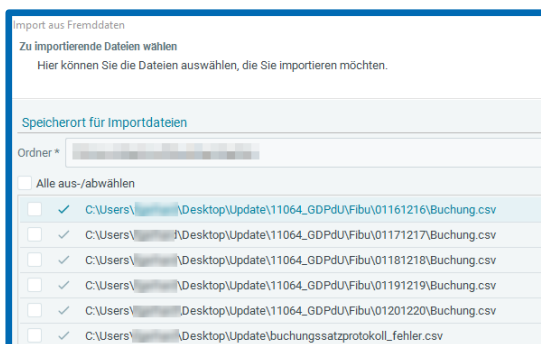 Import aus Fremddaten
Zu importierende Dateien wählen
Hier können Sie die Dateien auswählen, die Sie importieren möchten.
Speicherort für Importdateien
Ordner *
Alle aus-/abwählen
C:\Users\ \Desktop\Update\11064_GDPdU\Fibu\01161216\Buchung.csv
C:\Users\ \Desktop\Update\11064_GDPdU\Fibu\01171217\Buchung.csv
C:\Users\ \Desktop\Update\11064_GDPdU\Fibu\01181218\Buchung.csv
C:\Users\ \Desktop\Update\11064_GDPdU\Fibu\01191219\Buchung.csv
C:\Users\ \Desktop\Update\11064_GDPdU\Fibu\01201220\Buchung.csv
C:\Users\ \Desktop\Update\buchungssatzprotokoll_fehler.csv